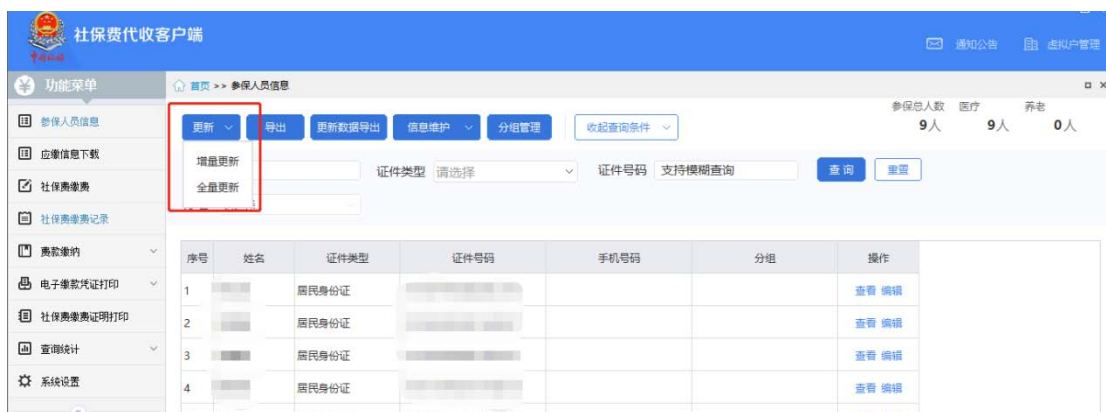 社保费代收客户端
通知公告 虚拟户管理
功能菜单
首页 >> 参保人员信息
参保人员信息
应缴信息下载
社保费缴费
社保费缴费记录
费款缴纳
电子缴款凭证打印
社保费缴费证明打印
查询统计
系统设置
参保总人数 医疗 养老
9人 9人 0人
更新 导出 更新数据导出 信息维护 分组管理 收起查询条件
增量更新
全量更新
证件类型 请选择 证件号码 支持模糊查询 查询 重置
序号 姓名 证件类型 证件号码 手机号码 分组 操作
1 居民身份证 查看 编辑
2 居民身份证 查看 编辑
3 居民身份证 查看 编辑
4 居民身份证 查看 编辑